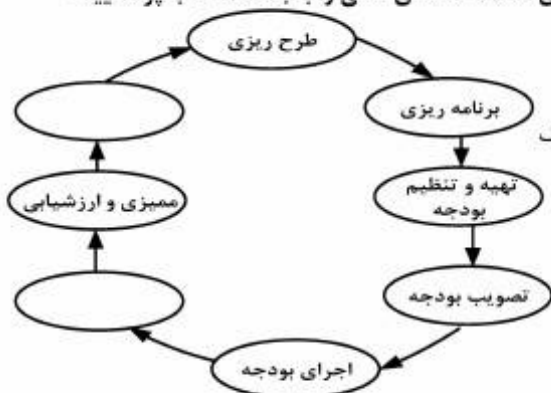 طرح ریزی
برنامه ریزی
تهیه و تنظیم
بودجه
ممیزی و ارزشیابی
تصویب بودجه
اجرای بودجه